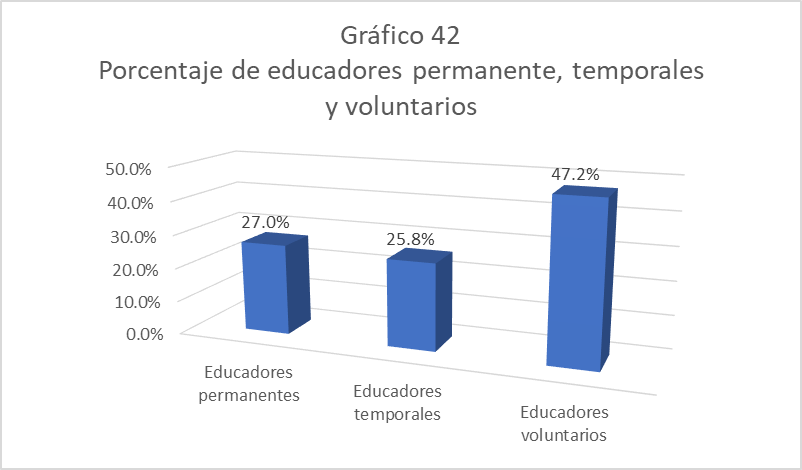 Gráfico 42
Porcentaje de educadores permanente, temporales
y voluntarios
50.0%
40.0%
30.0%
20.0%
10.0%
0.0%
27.0%
25.8%
47.2%
Educadores
permanentes
Educadores
temporales
Educadores
voluntarios